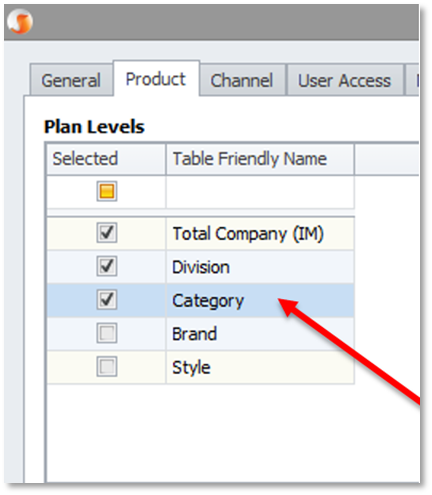 General Product Channel User Access
Plan Levels
Selected Table Friendly Name
Total Company (IM)
Division
Category
Brand
Style